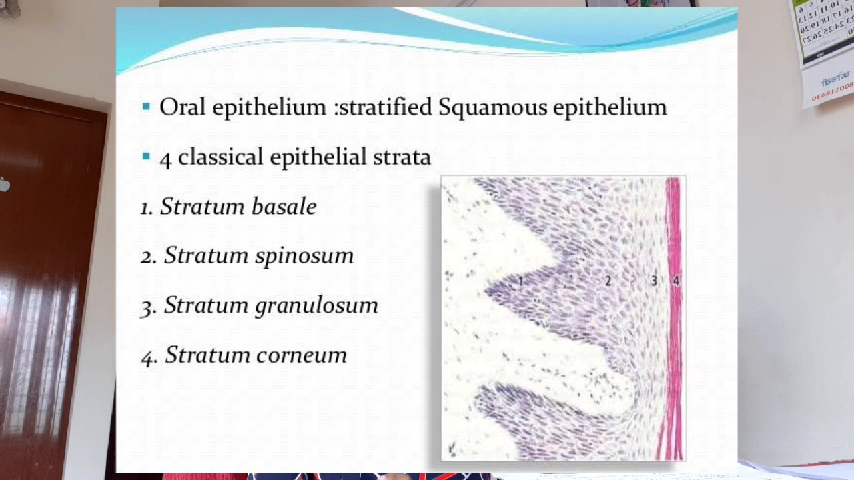 Oral epithelium :stratified Squamous epithelium
4 classical epithelial strata
1. Stratum basale
2. Stratum spinosum
3. Stratum granulosum
4. Stratum corneum
1 2 3 4